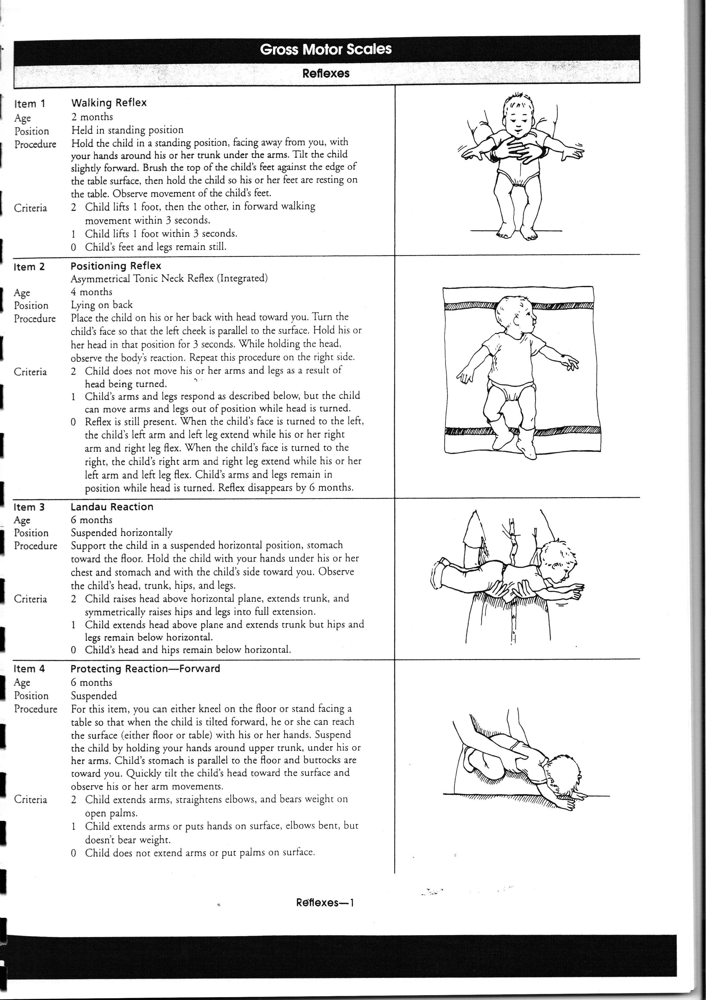 Gross Motor Scales
Reflexes
Item 1 Walking Reflex
Age 2 months
Position Held in standing position
Procedure Hold the child in a standing position, facing away from you, with
your hands around his or her trunk under the arms. Tilt the child
slightly forward. Brush the top of the child's feet against the edge of
the table surface, then hold the child so his or her feet are resting on
the table. Observe movement of the child's feet.
Criteria 2 Child lifts 1 foot, then the other, in forward walking
movement within 3 seconds.
1 Child lifts 1 foot within 3 seconds.
0 Child's feet and legs remain still.
Item 2 Positioning Reflex
Asymmetrical Tonic Neck Reflex (Integrated)
Age 4 months
Position Lying on back
Procedure Place the child on his or her back with head toward you. Turn the
child's face so that the left cheek is parallel to the surface. Hold his or
her head in that position for 3 seconds. While holding the head,
observe the body's reaction. Repeat this procedure on the right side.
Criteria 2 Child does not move his or her arms and legs as a result of
head being turned.
1 Child's arms and legs respond as described below, but the child
can move arms and legs out of position while head is turned.
0 Reflex is still present. When the child's face is turned to the left,
the child's left arm and left leg extend while his or her right
arm and right leg flex. When the child's face is turned to the
right, the child's right arm and right leg extend while his or her
left arm and left leg flex. Child's arms and legs remain in
position while head is turned. Reflex disappears by 6 months.
Item 3 Landau Reaction
Age 6 months
Position Suspended horizontally
Procedure Support the child in a suspended horizontal position, stomach
toward the floor. Hold the child with your hands under his or her
chest and stomach and with the child's side toward you. Observe
the child's head, trunk, hips, and legs.
Criteria 2 Child raises head above horizontal plane, extends trunk, and
symmetrically raises hips and legs into full extension.
1 Child extends head above plane and extends trunk but hips and
legs remain below horizontal.
0 Child's head and hips remain below horizontal.
Item 4 Protecting Reaction—Forward
Age 6 months
Position Suspended
Procedure For this item, you can either kneel on the floor or stand facing a
table so that when the child is tilted forward, he or she can reach
the surface (either floor or table) with his or her hands. Suspend
the child by holding your hands around upper trunk, under his or
her arms. Child's stomach is parallel to the floor and buttocks are
toward you. Quickly tilt the child's head toward the surface and
observe his or her arm movements.
Criteria 2 Child extends arms, straightens elbows, and bears weight on
open palms.
1 Child extends arms or puts hands on surface, elbows bent, but
doesn't bear weight.
0 Child does not extend arms or put palms on surface.
Reflexes—1